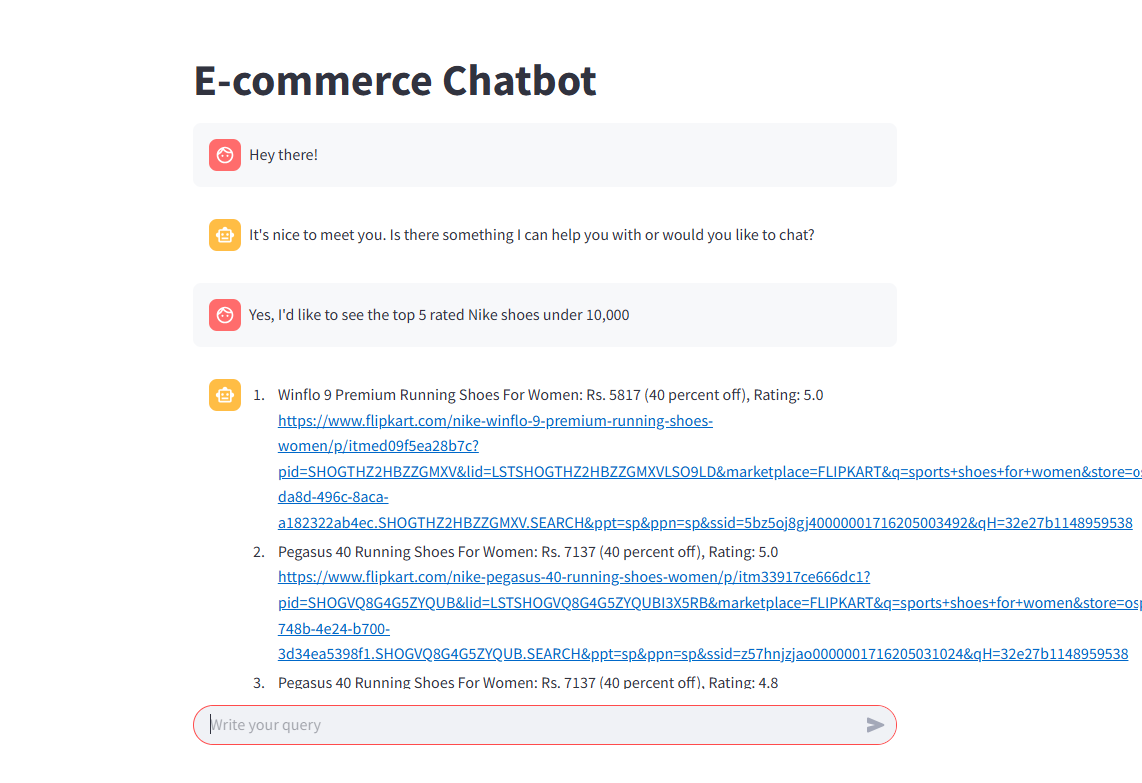 E-commerce Chatbot
Hey there!
It's nice to meet you. Is there something I can help you with or would you like to chat?
Yes, I'd like to see the top 5 rated Nike shoes under 10,000
1. Winflo 9 Premium Running Shoes For Women: Rs. 5817 (40 percent off), Rating: 5.0
https://www.flipkart.com/nike-winflo-9-premium-running-shoes-
women/p/itmed09f5ea28b7c?
pid=SHOGTHZ2HBZZGMXV&lid=LSTSHOGTHZ2HBZZGMXVLSO9LD&marketplace=FLIPKART&q=sports+shoes+for+women&store=os
da8d-496c-8aca-
a182322ab4ec.SHOGTHZ2HBZZGMXV.SEARCH&ppt=sp&ppn=sp&ssid=5bz5oj8gj40000001716205003492&qH=32e27b1148959538
2. Pegasus 40 Running Shoes For Women: Rs. 7137 (40 percent off), Rating: 5.0
https://www.flipkart.com/nike-pegasus-40-running-shoes-women/p/itm33917ce666dc1?
pid=SHOGVQ8G4G5ZYQUB&lid=LSTSHOGVQ8G4G5ZYQUBI3X5RB&marketplace=FLIPKART&q=sports+shoes+for+women&store=osp
748b-4e24-b700-
3d34ea5398f1.SHOGVQ8G4G5ZYQUB.SEARCH&ppt=sp&ppn=sp&ssid=z57hnjzjao0000001716205031024&qH=32e27b1148959538
3. Pegasus 40 Running Shoes For Women: Rs. 7137 (40 percent off), Rating: 4.8
Write your query